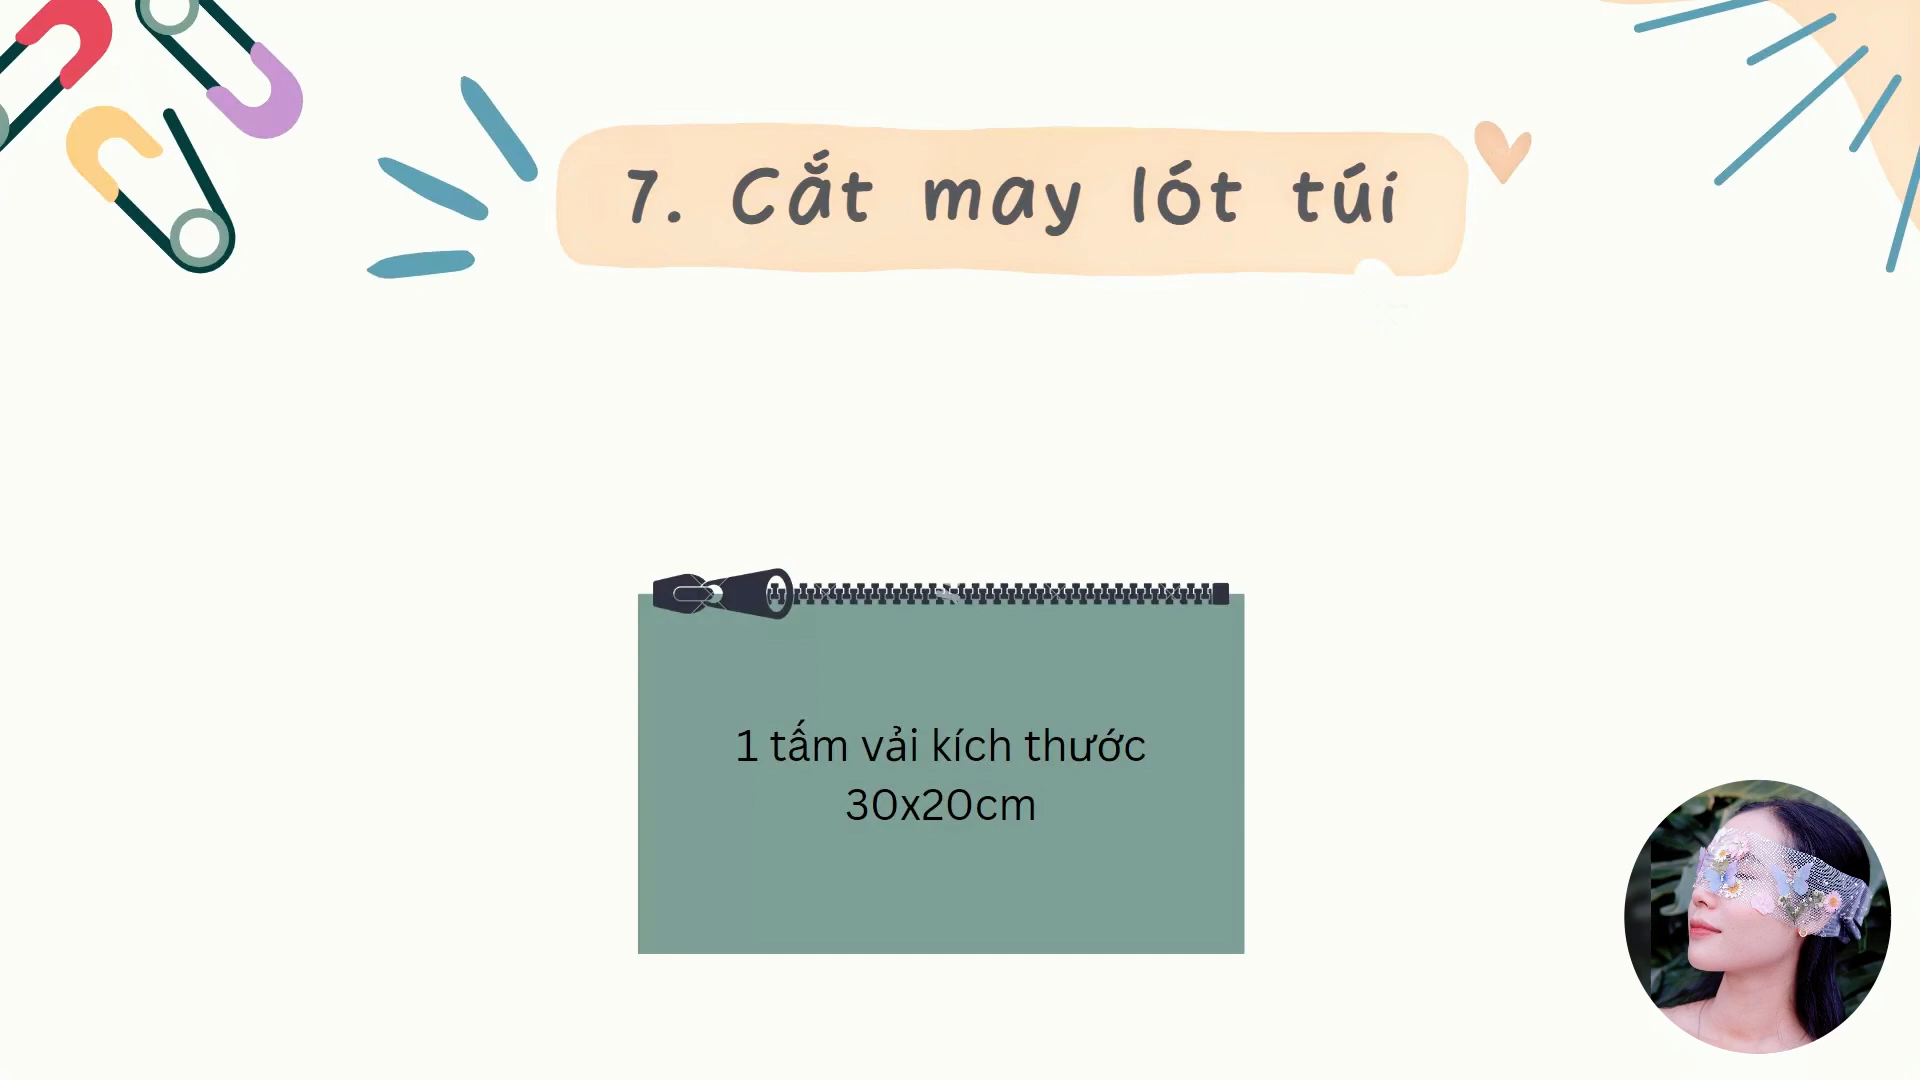 7. Cắt may lót túi
1 tấm vải kích thước
30x20cm